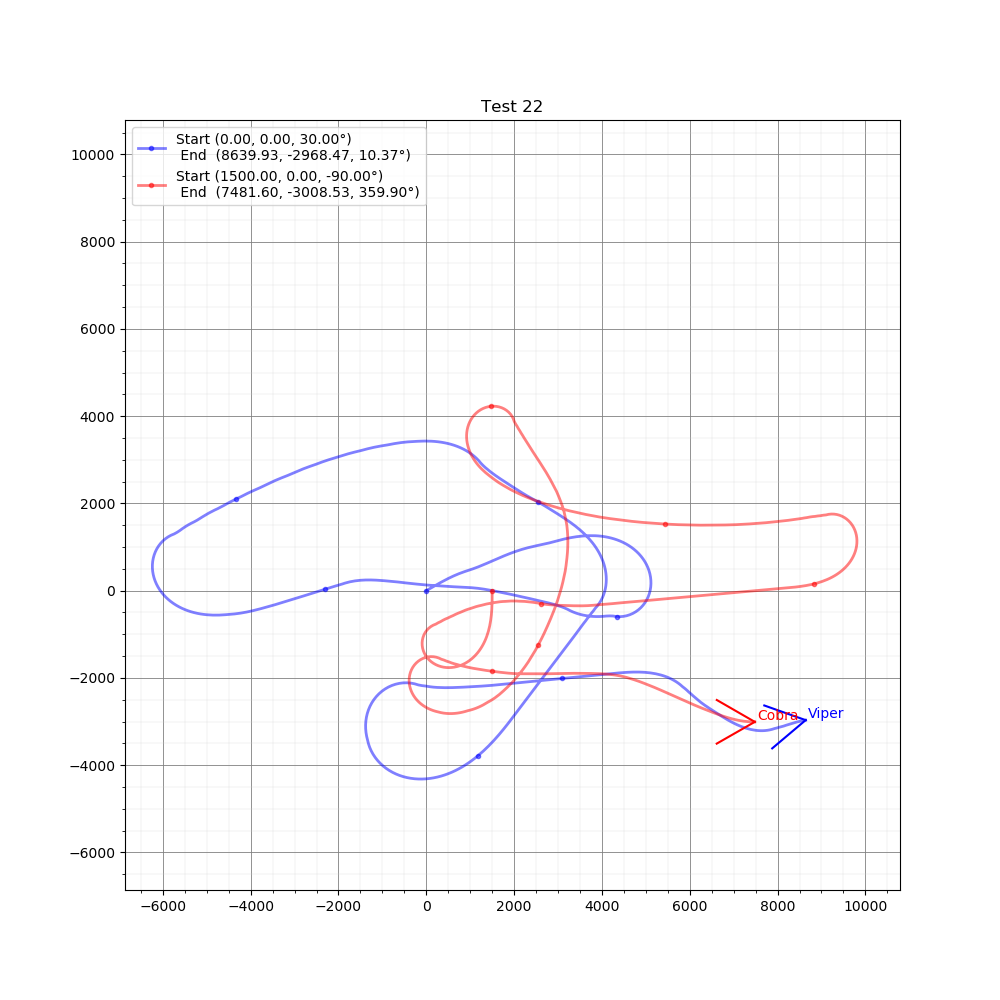 Test 22
Start (0.00, 0.00, 30.00°)
End  (8639.93, -2968.47, 10.37°)
Start (1500.00, 0.00, -90.00°)
End  (7481.60, -3008.53, 359.90°)
10000
8000
6000
4000
2000
0
−2000
−4000
−6000
Cobra
Viper
−6000 −4000 −2000 0 2000 4000 6000 8000 10000